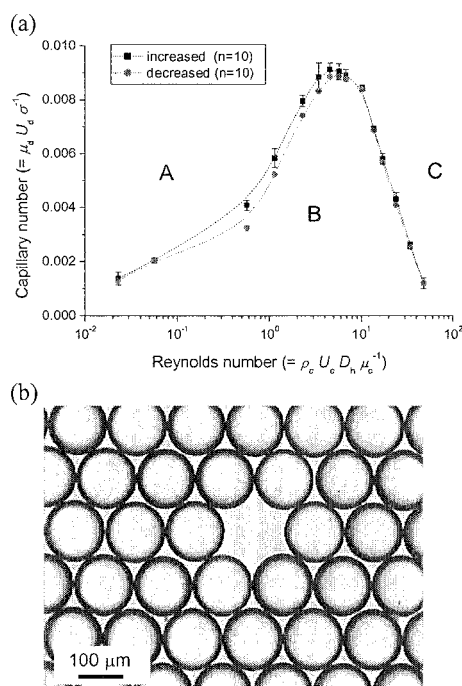 (a)
increased (n=10)
decreased (n=10)
Capillary number (= μd Ud σ⁻¹)
0.010
0.008
0.006
0.004
0.002
0.000
A
B
C
10⁻² 10⁻¹ 10⁰ 10¹ 10²
Reynolds number (= ρc Uc Dh μc⁻¹)
(b)
100 μm